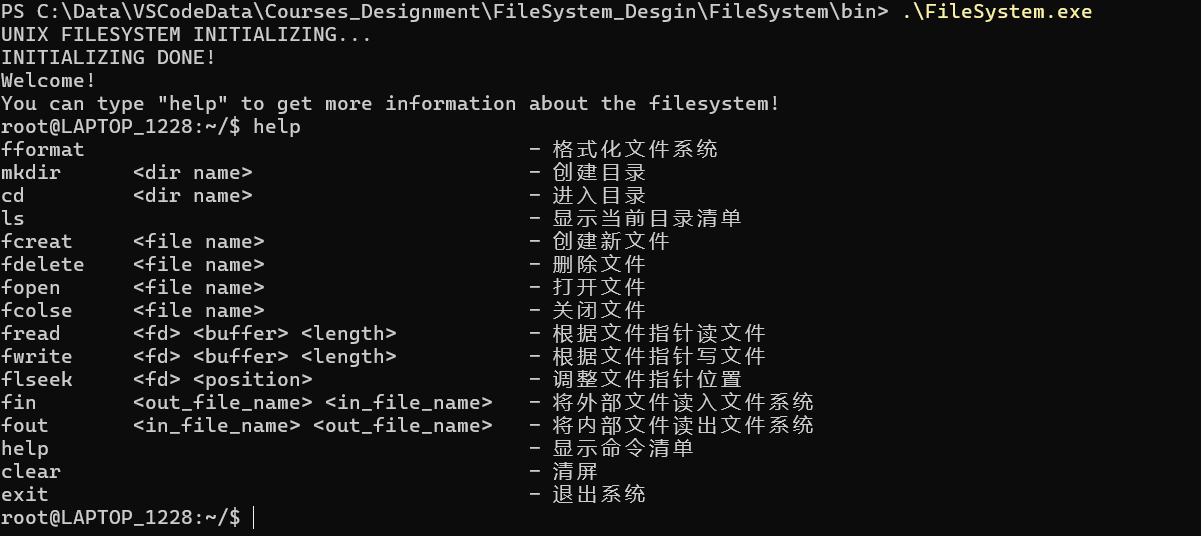 PS C:\Data\VSCodeData\Courses_Designment\FileSystem_Desgin\FileSystem\bin> .\FileSystem.exe
UNIX FILESYSTEM INITIALIZING...
INITIALIZING DONE!
Welcome!
You can type "help" to get more information about the filesystem!
root@LAPTOP_1228:~/$ help
fformat - 格式化文件系统
mkdir <dir name> - 创建目录
cd <dir name> - 进入目录
ls - 显示当前目录清单
fcreat <file name> - 创建新文件
fdelete <file name> - 删除文件
fopen <file name> - 打开文件
fcolse <file name> - 关闭文件
fread <fd> <buffer> <length> - 根据文件指针读文件
fwrite <fd> <buffer> <length> - 根据文件指针写文件
flseek <fd> <position> - 调整文件指针位置
fin <out_file_name> <in_file_name> - 将外部文件读入文件系统
fout <in_file_name> <out_file_name> - 将内部文件读出文件系统
help - 显示命令清单
clear - 清屏
exit - 退出系统
root@LAPTOP_1228:~/$